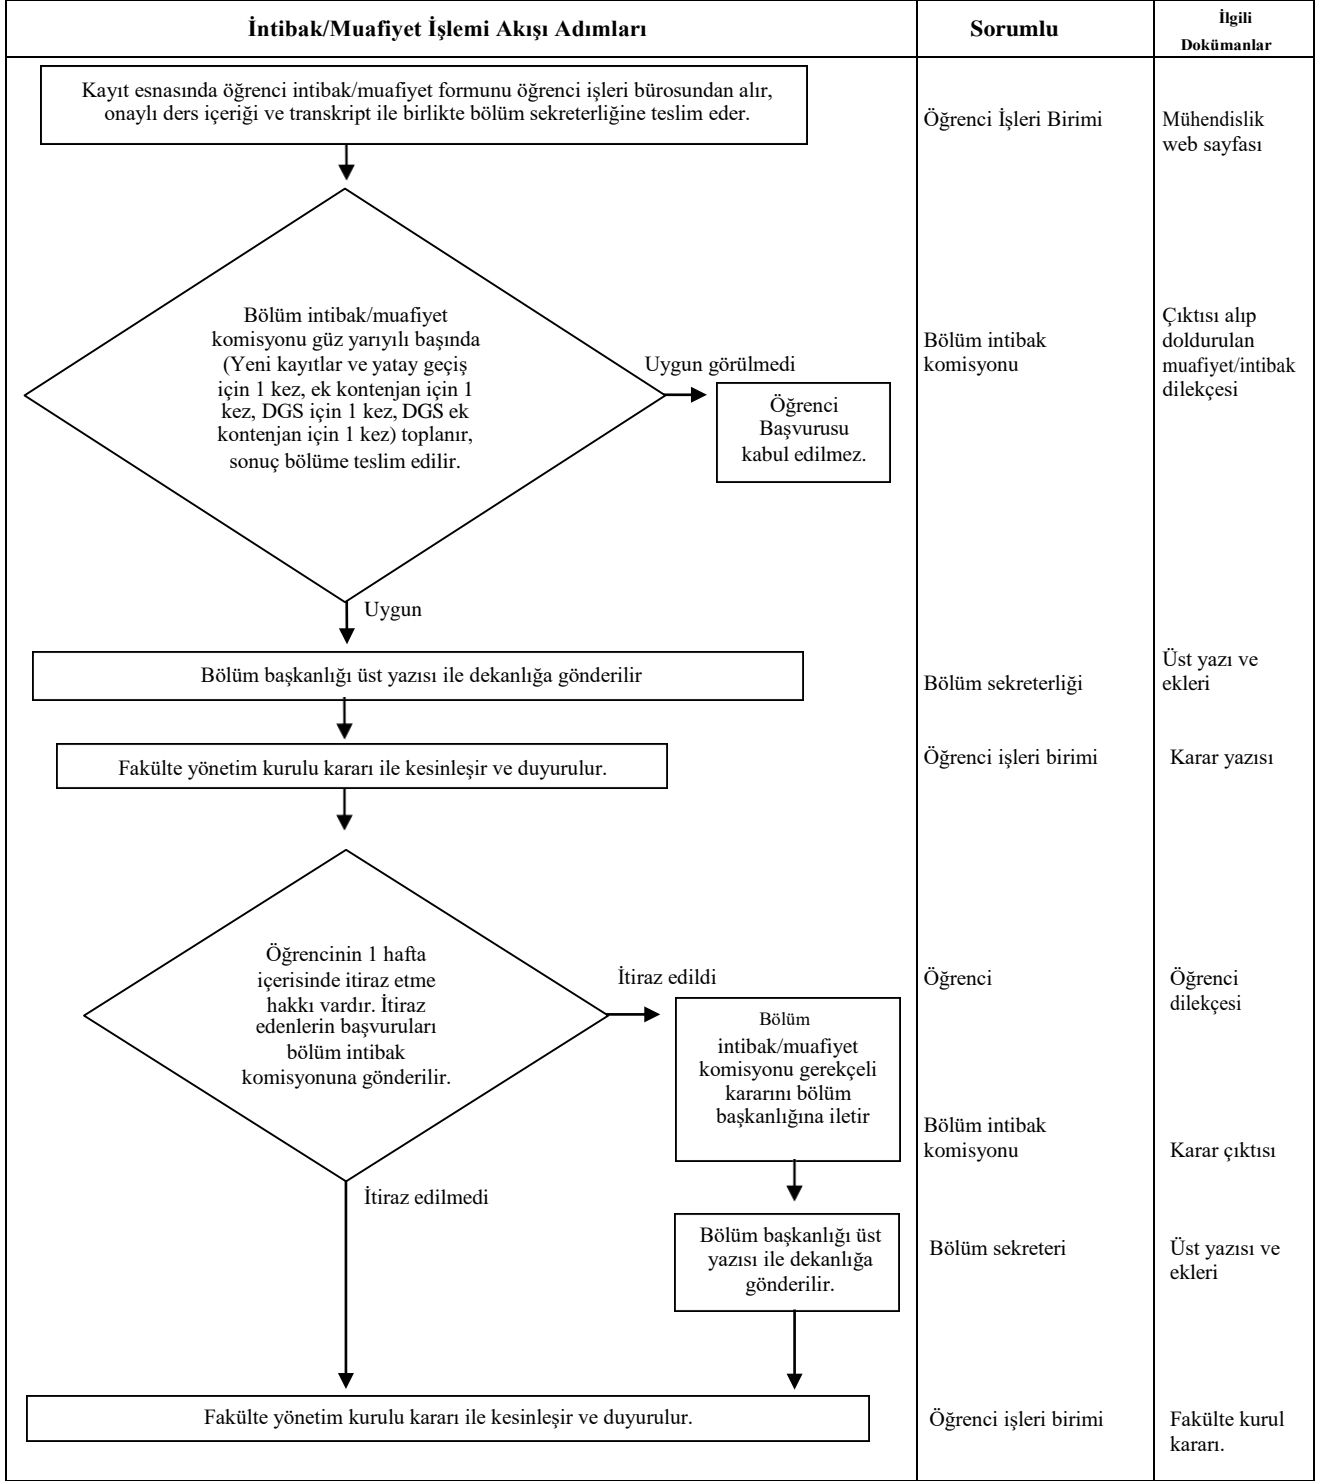 İntibak/Muafiyet İşlemi Akışı Adımları
Sorumlu
İlgili
Dokümanlar
Kayıt esnasında öğrenci intibak/muafiyet formunu öğrenci işleri bürosundan alır,
onaylı ders içeriği ve transkript ile birlikte bölüm sekreterliğine teslim eder.
Öğrenci İşleri Birimi
Mühendislik
web sayfası
Bölüm intibak/muafiyet
komisyonu güz yarıyılı başında
(Yeni kayıtlar ve yatay geçiş
için 1 kez, ek kontenjan için 1
kez, DGS için 1 kez, DGS ek
kontenjan için 1 kez) toplanır,
sonuç bölüme teslim edilir.
Uygun görülmedi
Öğrenci
Başvurusu
kabul edilmez.
Bölüm intibak
komisyonu
Çıktısı alıp
doldurulan
muafiyet/intibak
dilekçesi
Uygun
Bölüm başkanlığı üst yazısı ile dekanlığa gönderilir
Bölüm sekreterliği
Üst yazı ve
ekleri
Fakülte yönetim kurulu kararı ile kesinleşir ve duyurulur.
Öğrenci işleri birimi
Karar yazısı
Öğrencinin 1 hafta
içerisinde itiraz etme
hakkı vardır. İtiraz
edenlerin başvuruları
bölüm intibak
komisyonuna gönderilir.
İtiraz edildi
Öğrenci
Öğrenci
dilekçesi
Bölüm
intibak/muafiyet
komisyonu gerekçeli
kararını bölüm
başkanlığına iletir
Bölüm intibak
komisyonu
Karar çıktısı
İtiraz edilmedi
Bölüm başkanlığı üst
yazısı ile dekanlığa
gönderilir.
Bölüm sekreteri
Üst yazısı ve
ekleri
Fakülte yönetim kurulu kararı ile kesinleşir ve duyurulur.
Öğrenci işleri birimi
Fakülte kurul
kararı.